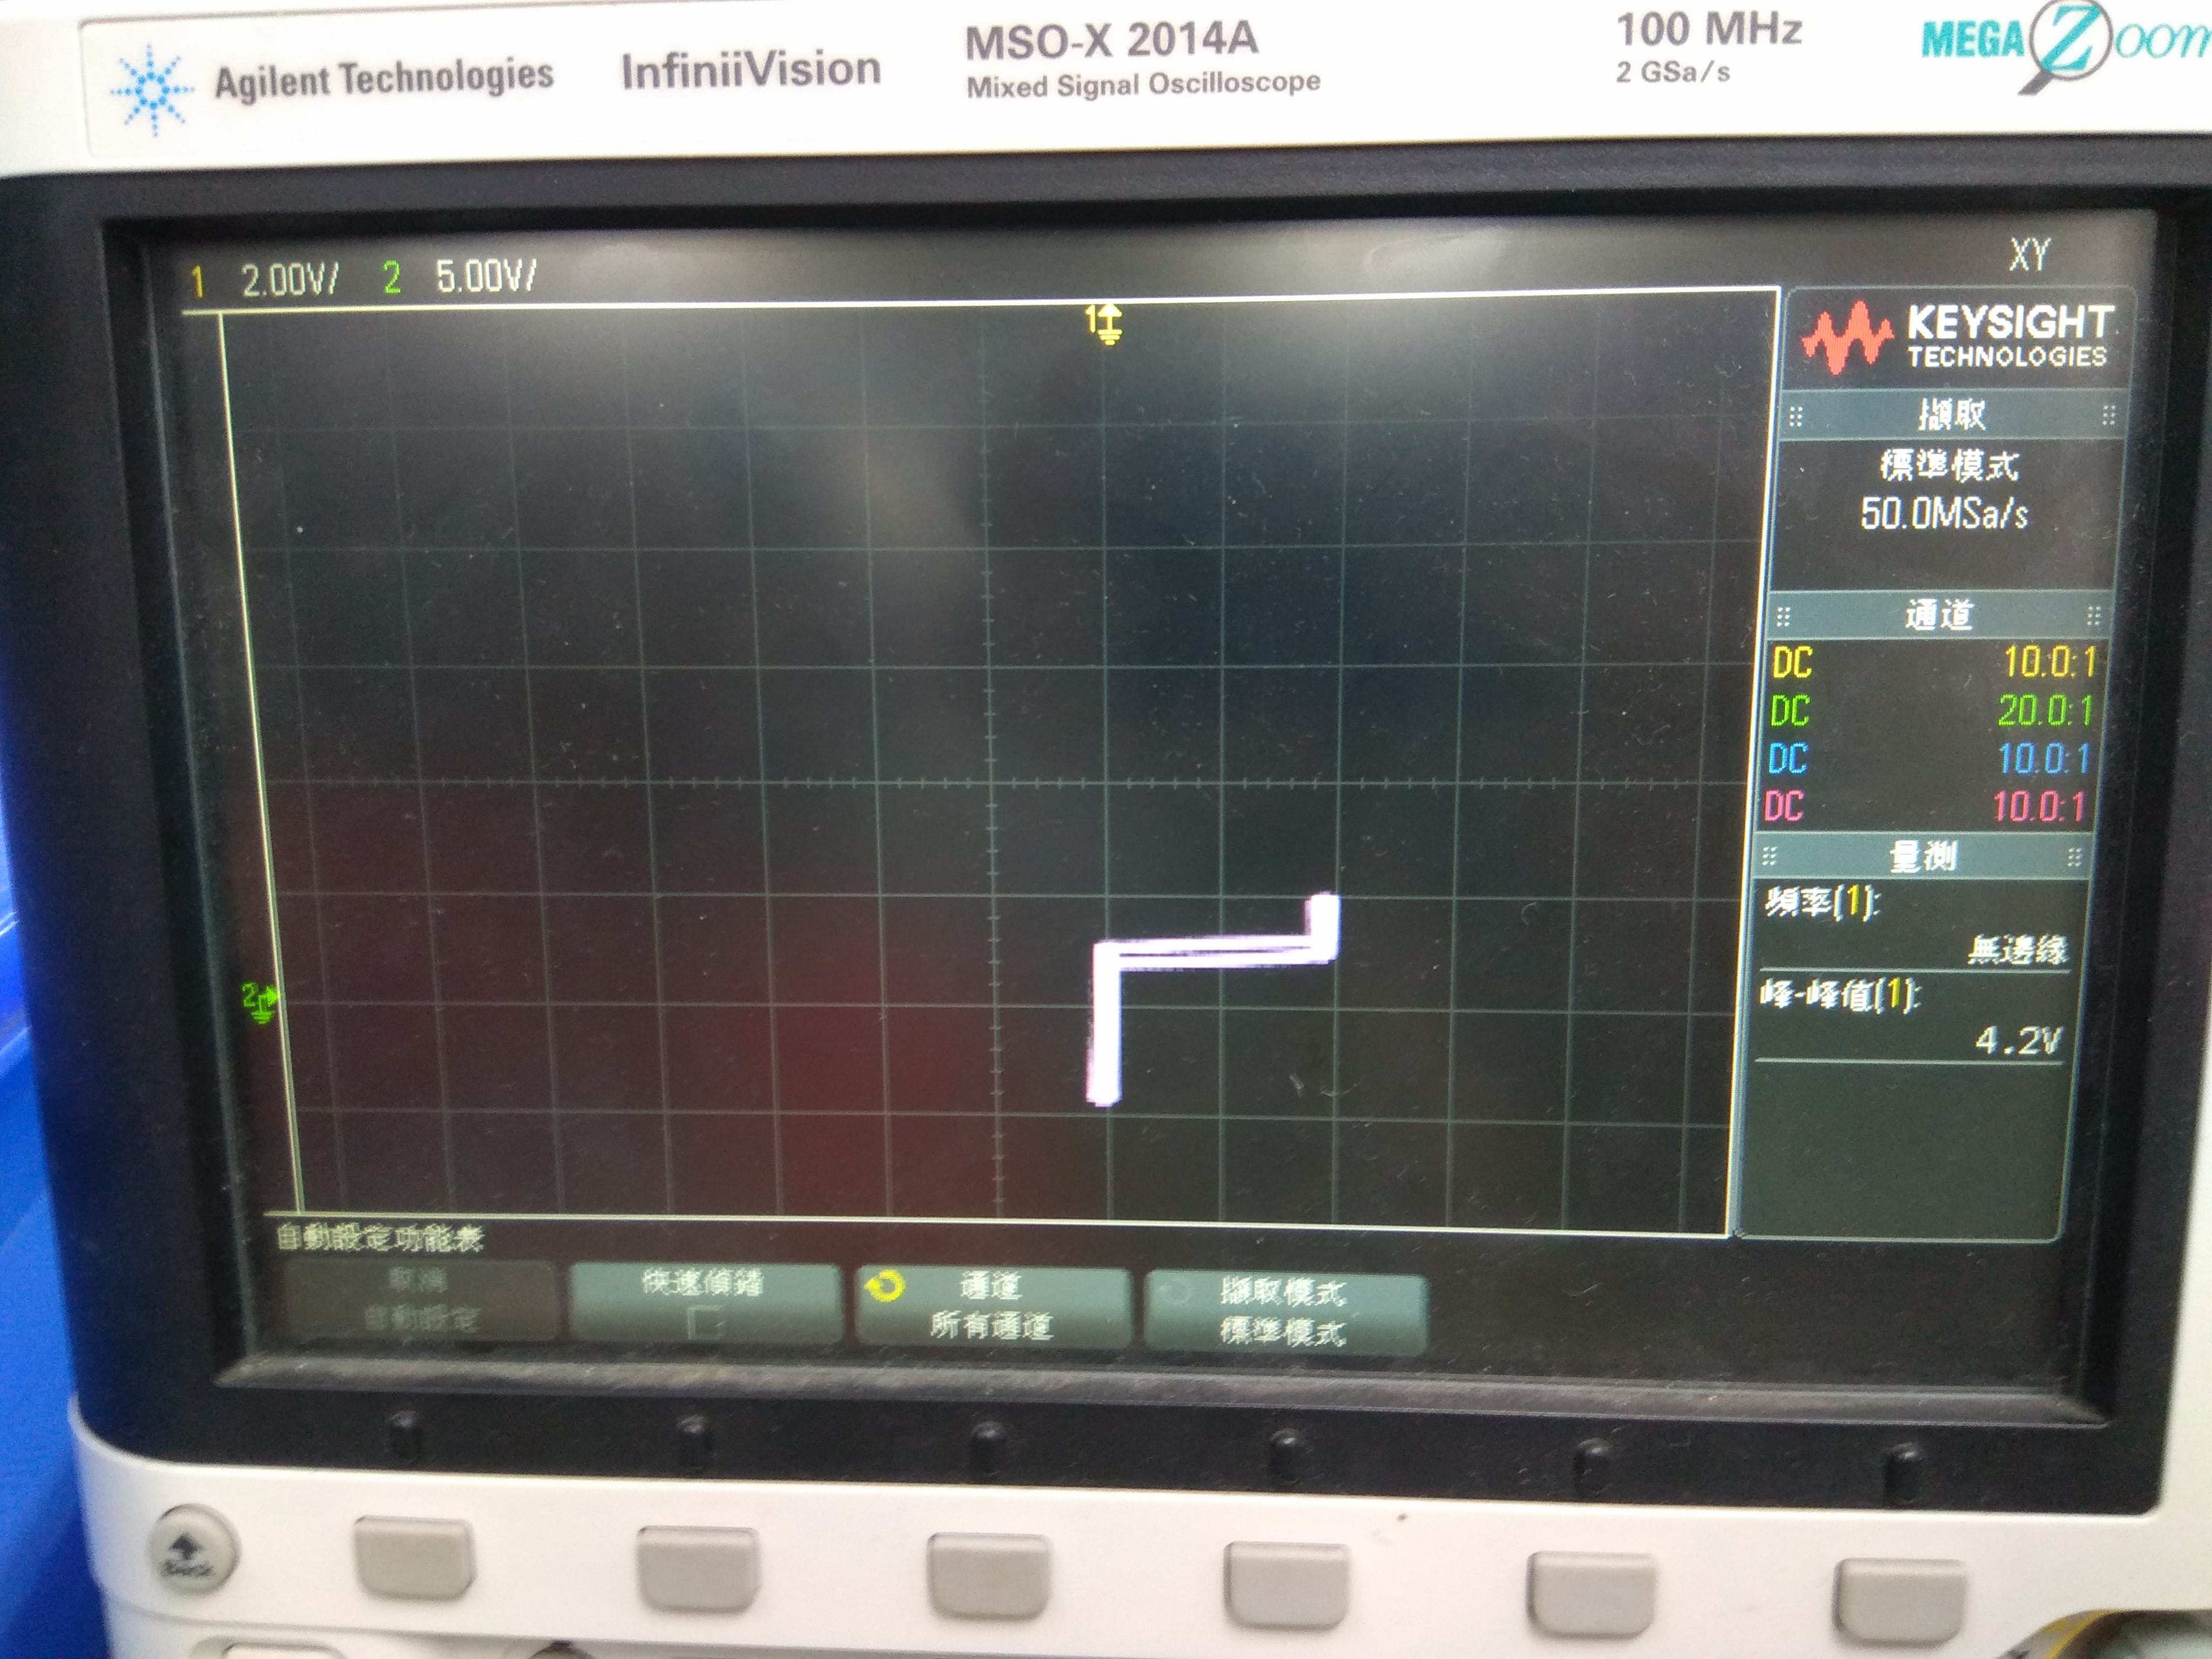 Agilent Technologies
InfiniiVision
MSO-X 2014A
Mixed Signal Oscilloscope
100 MHz
2 GSa/s
MEGA Zoom
1 2.00V/ 2 5.00V/
XY
1
KEYSIGHT
TECHNOLOGIES
擷取
標準模式
50.0MSa/s
通道
DC 10.0:1
DC 20.0:1
DC 10.0:1
DC 10.0:1
量測
頻率(1):
無邊緣
峰-峰值(1):
4.2V
2
自動設定功能表
取消
自動設定
快速偵錯
通道
所有通道
擷取模式
標準模式
Back